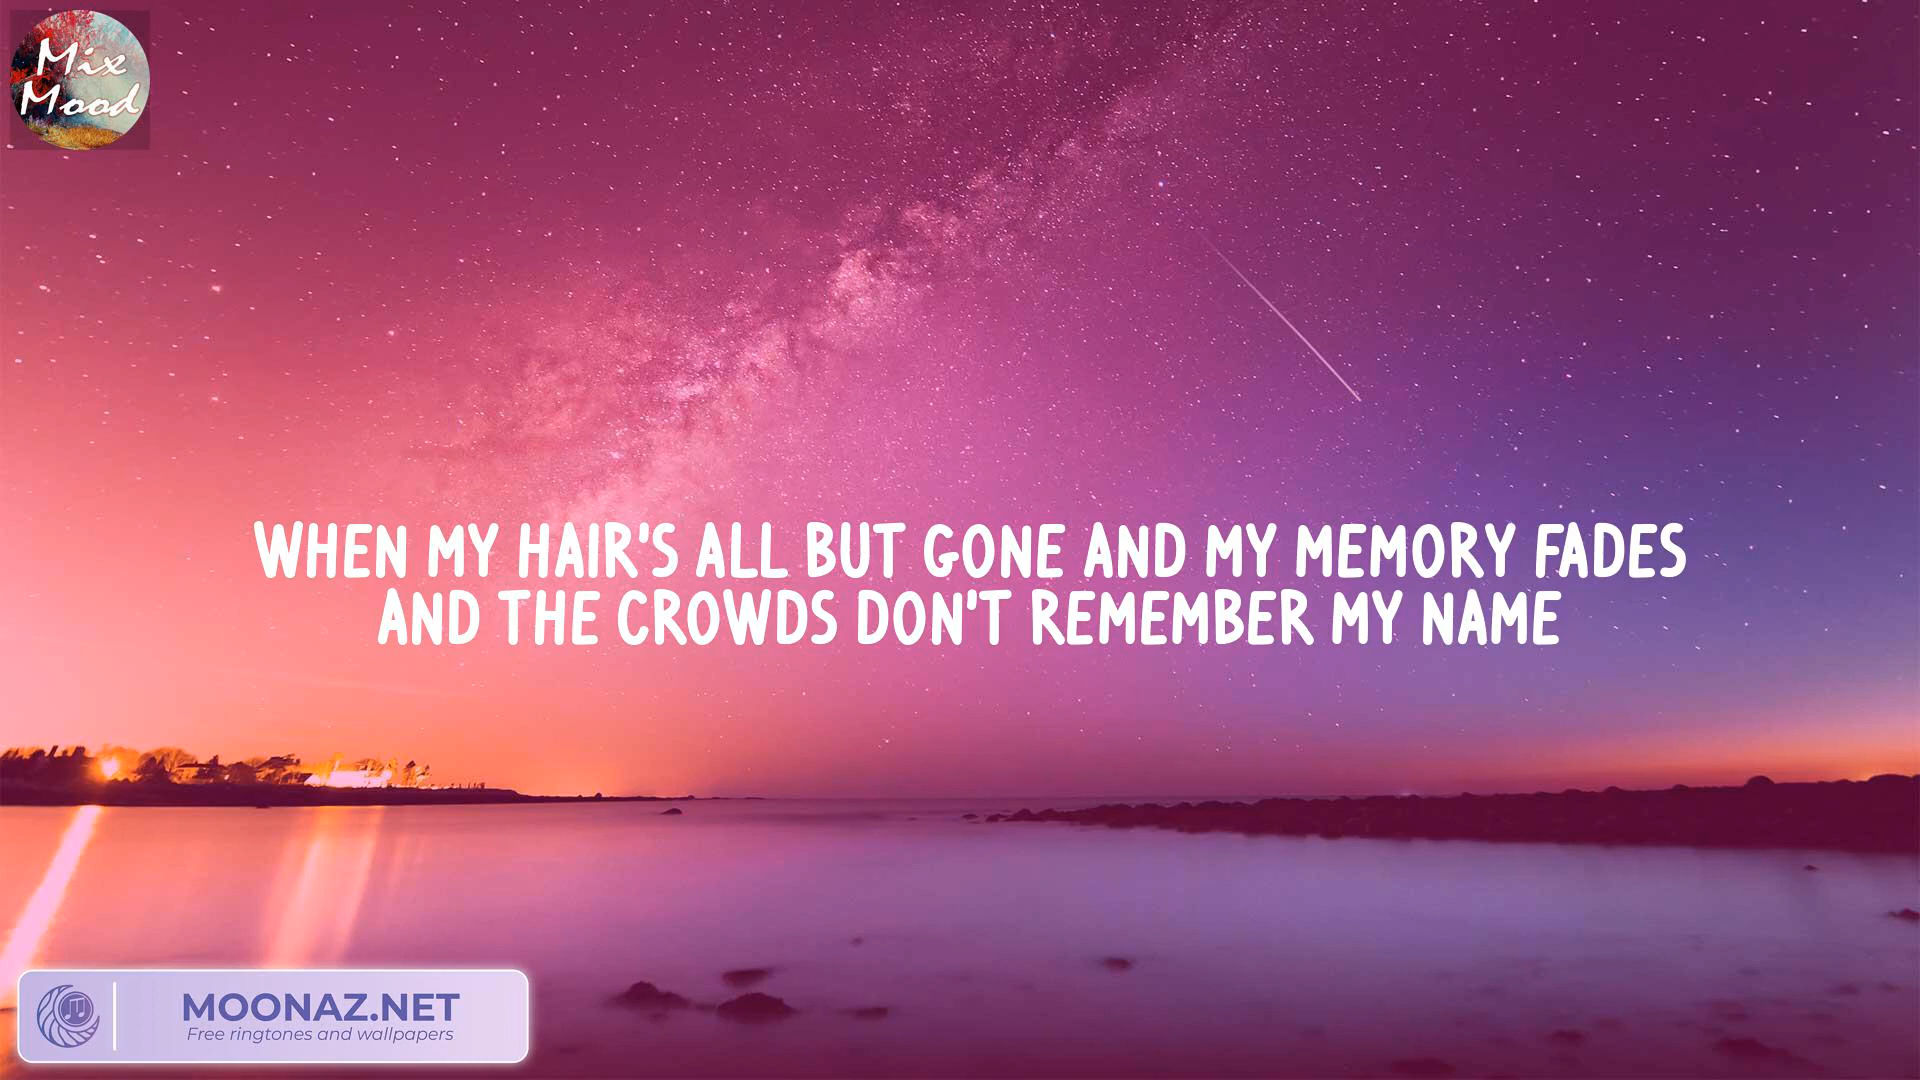 Mix
Mood
WHEN MY HAIR'S ALL BUT GONE AND MY MEMORY FADES
AND THE CROWDS DON'T REMEMBER MY NAME
MOONAZ.NET
Free ringtones and wallpapers